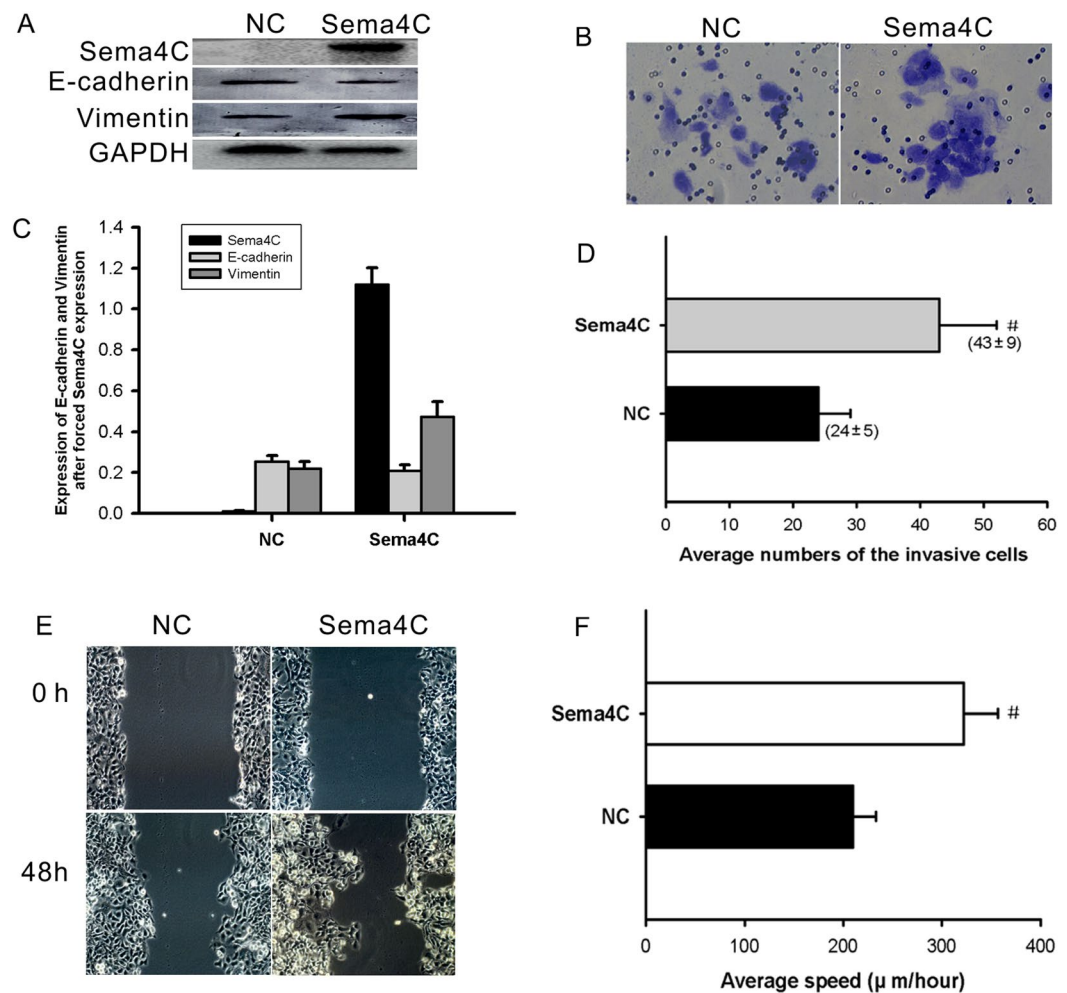 A
NC Sema4C
Sema4C
E-cadherin
Vimentin
GAPDH
B
NC Sema4C
C
Expression of E-cadherin and Vimentin
after forced Sema4C expression
1.4
1.2
1.0
0.8
0.6
0.4
0.2
0.0
Sema4C
E-cadherin
Vimentin
NC Sema4C
D
Sema4C
#
(43±9)
NC
(24±5)
0 10 20 30 40 50 60
Average numbers of the invasive cells
E
NC Sema4C
0 h
48h
F
Sema4C
#
NC
0 100 200 300 400
Average speed (μ m/hour)